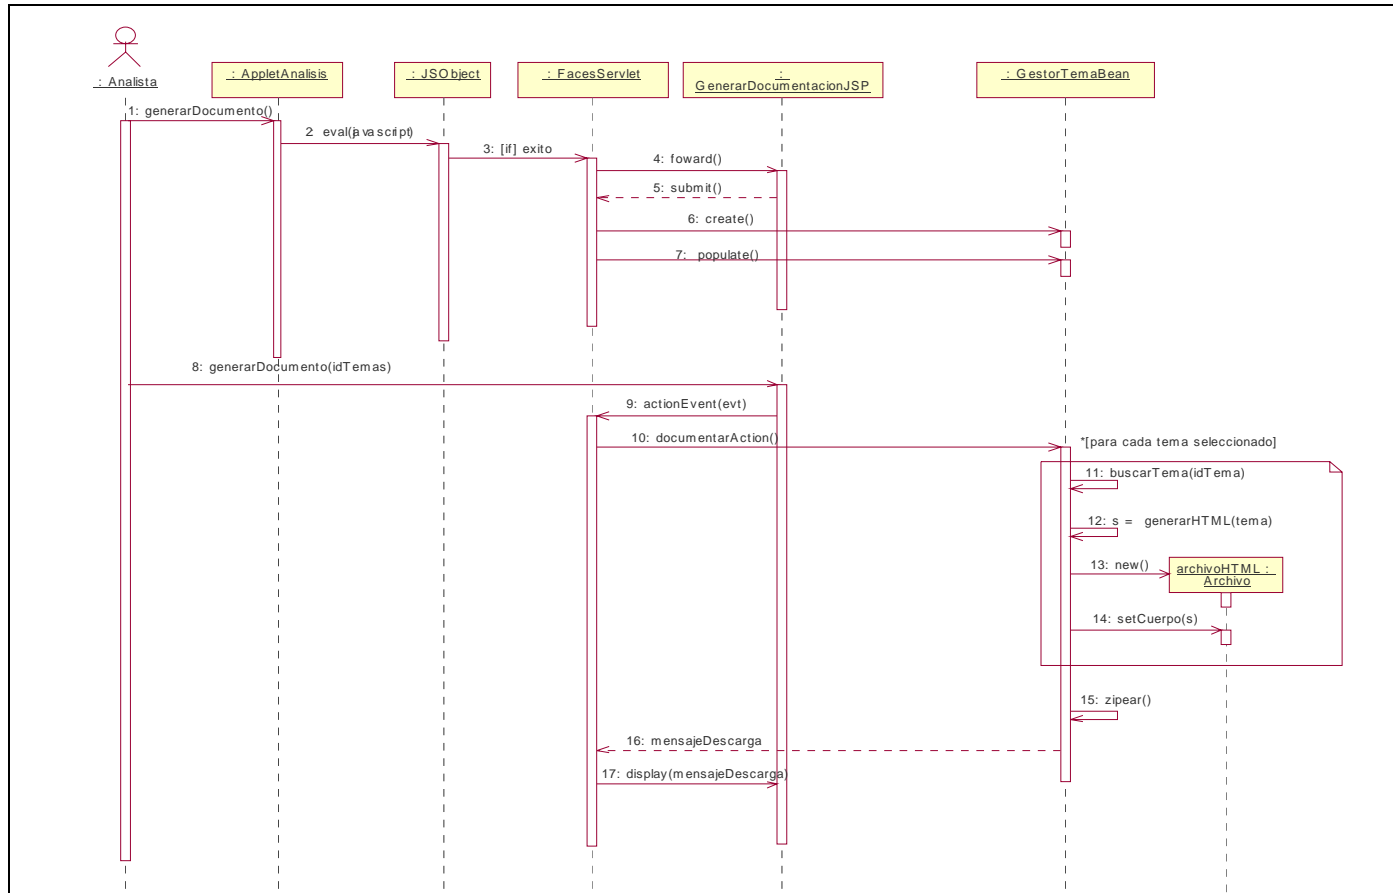 : Analista
: AppletAnalisis
: JSObject
: FacesServlet
:
GenerarDocumentacionJSP
: GestorTemaBean
1: generarDocumento()
2: eval(javascript)
3: [if] exito
4: foward()
5: submit()
6: create()
7: populate()
8: generarDocumento(idTemas)
9: actionEvent(evt)
10: documentarAction()
*[para cada tema seleccionado]
11: buscarTema(idTema)
12: s = generarHTML(tema)
13: new()
archivoHTML :
Archivo
14: setCuerpo(s)
15: zipear()
16: mensajeDescarga
17: display(mensajeDescarga)